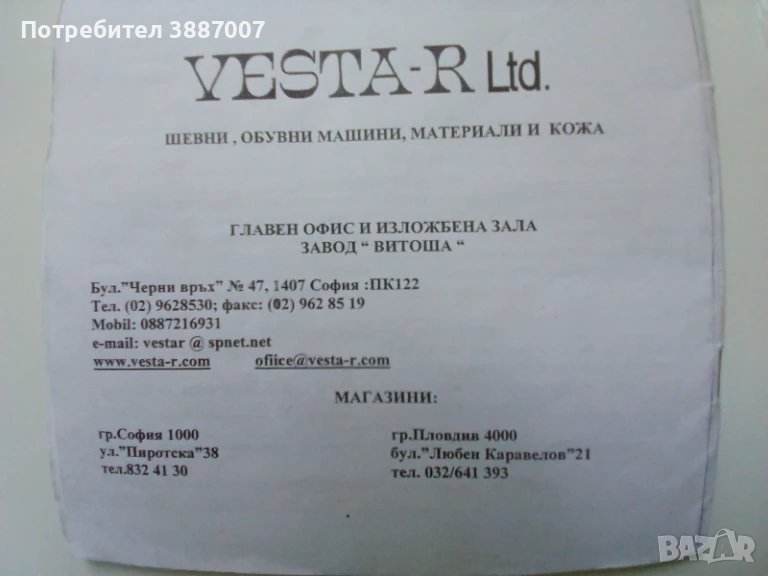 Потребител 3887007
VESTA-R Ltd.
ШЕВНИ , ОБУВНИ МАШИНИ, МАТЕРИАЛИ И КОЖА
ГЛАВЕН ОФИС И ИЗЛОЖБЕНА ЗАЛА
ЗАВОД “ ВИТОША “
Бул.”Черни връх” № 47, 1407 София :ПК122
Тел. (02) 9628530; факс: (02) 962 85 19
Mobil: 0887216931
e-mail: vestar @ spnet.net
www.vesta-r.com ofiice@vesta-r.com
МАГАЗИНИ:
гр.София 1000
ул.”Пиротска”38
тел.832 41 30
гр.Пловдив 4000
бул.”Любен Каравелов”21
тел. 032/641 393
BAZAR